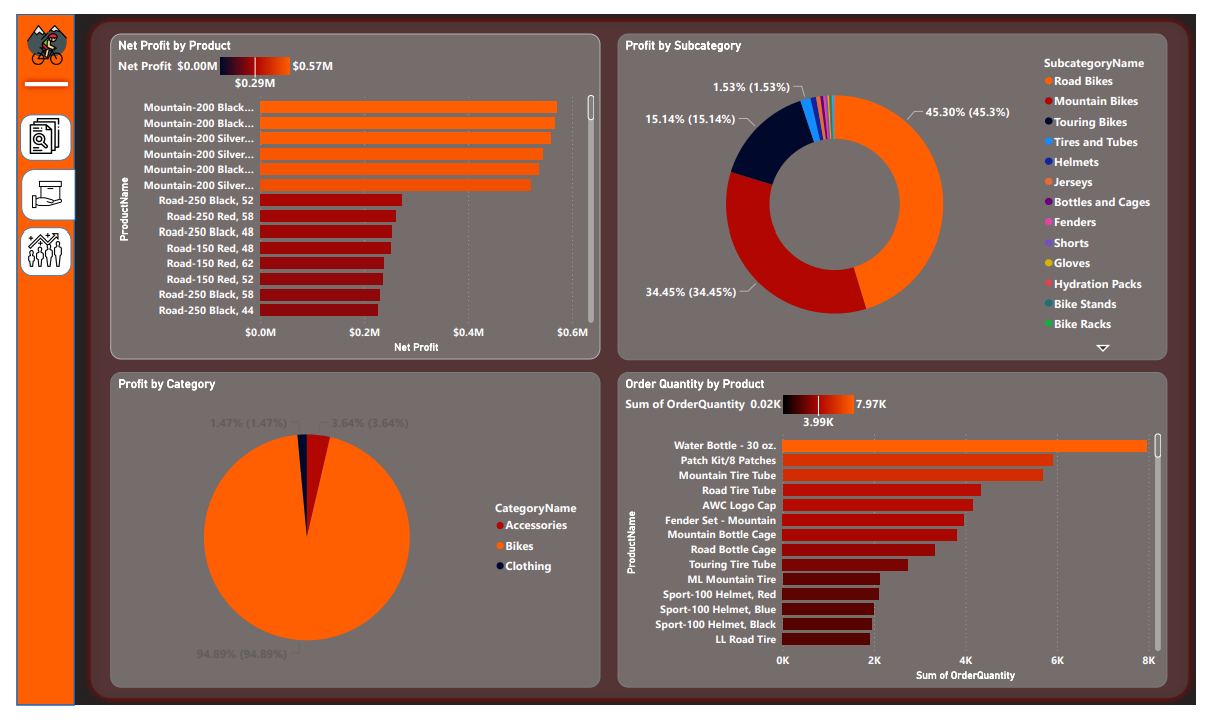 Net Profit by Product
Net Profit $0.00M $0.57M
$0.29M
ProductName
Mountain-200 Black...
Mountain-200 Black...
Mountain-200 Silver...
Mountain-200 Silver...
Mountain-200 Black...
Mountain-200 Silver...
Road-250 Black, 52
Road-250 Red, 58
Road-250 Black, 48
Road-150 Red, 48
Road-150 Red, 62
Road-150 Red, 52
Road-250 Black, 58
Road-250 Black, 44
$0.0M $0.2M $0.4M $0.6M
Net Profit
Profit by Subcategory
1.53% (1.53%)
45.30% (45.3%)
15.14% (15.14%)
34.45% (34.45%)
SubcategoryName
Road Bikes
Mountain Bikes
Touring Bikes
Tires and Tubes
Helmets
Jerseys
Bottles and Cages
Fenders
Shorts
Gloves
Hydration Packs
Bike Stands
Bike Racks
Profit by Category
1.47% (1.47%) 3.64% (3.64%)
94.89% (94.89%)
CategoryName
Accessories
Bikes
Clothing
Order Quantity by Product
Sum of OrderQuantity 0.02K 7.97K
3.99K
ProductName
Water Bottle - 30 oz.
Patch Kit/8 Patches
Mountain Tire Tube
Road Tire Tube
AWC Logo Cap
Fender Set - Mountain
Mountain Bottle Cage
Road Bottle Cage
Touring Tire Tube
ML Mountain Tire
Sport-100 Helmet, Red
Sport-100 Helmet, Blue
Sport-100 Helmet, Black
LL Road Tire
0K 2K 4K 6K 8K
Sum of OrderQuantity